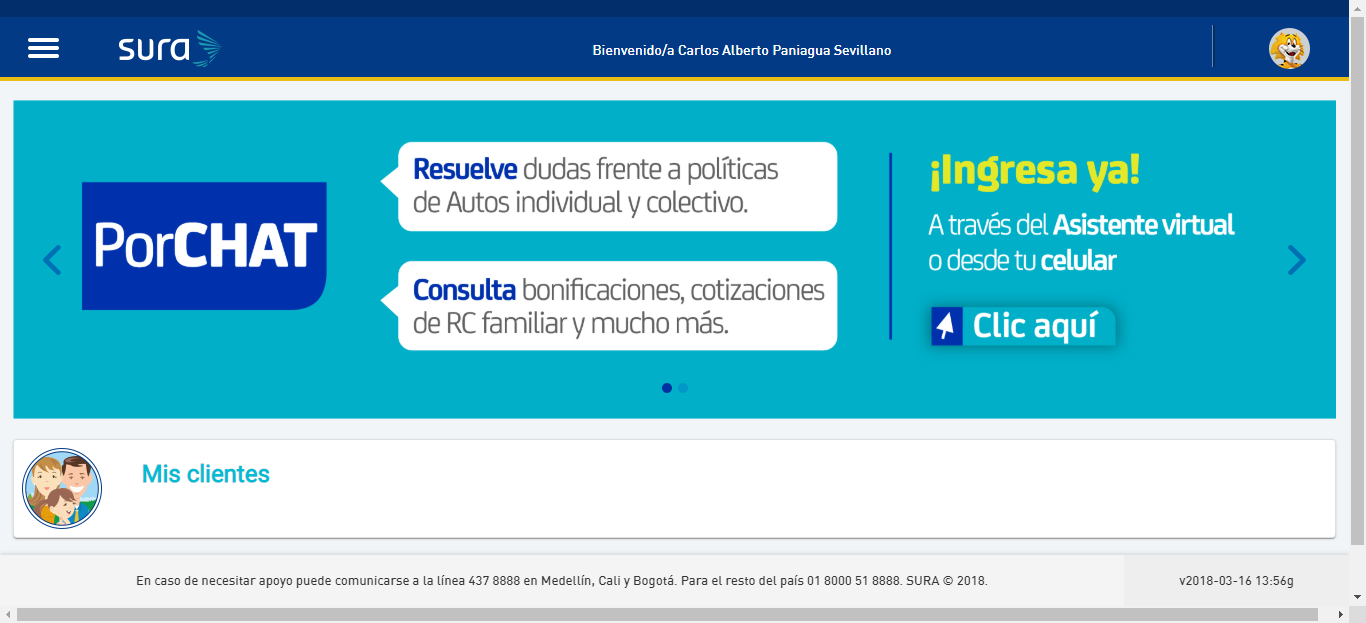 sura
Bienvenido/a Carlos Alberto Paniagua Sevillano
PorCHAT
Resuelve dudas frente a políticas
de Autos individual y colectivo.
Consulta bonificaciones, cotizaciones
de RC familiar y mucho más.
¡Ingresa ya!
A través del Asistente virtual
o desde tu celular
Clic aquí
Mis clientes
En caso de necesitar apoyo puede comunicarse a la línea 437 8888 en Medellín, Cali y Bogotá. Para el resto del país 01 8000 51 8888. SURA © 2018.
v2018-03-16 13:56g